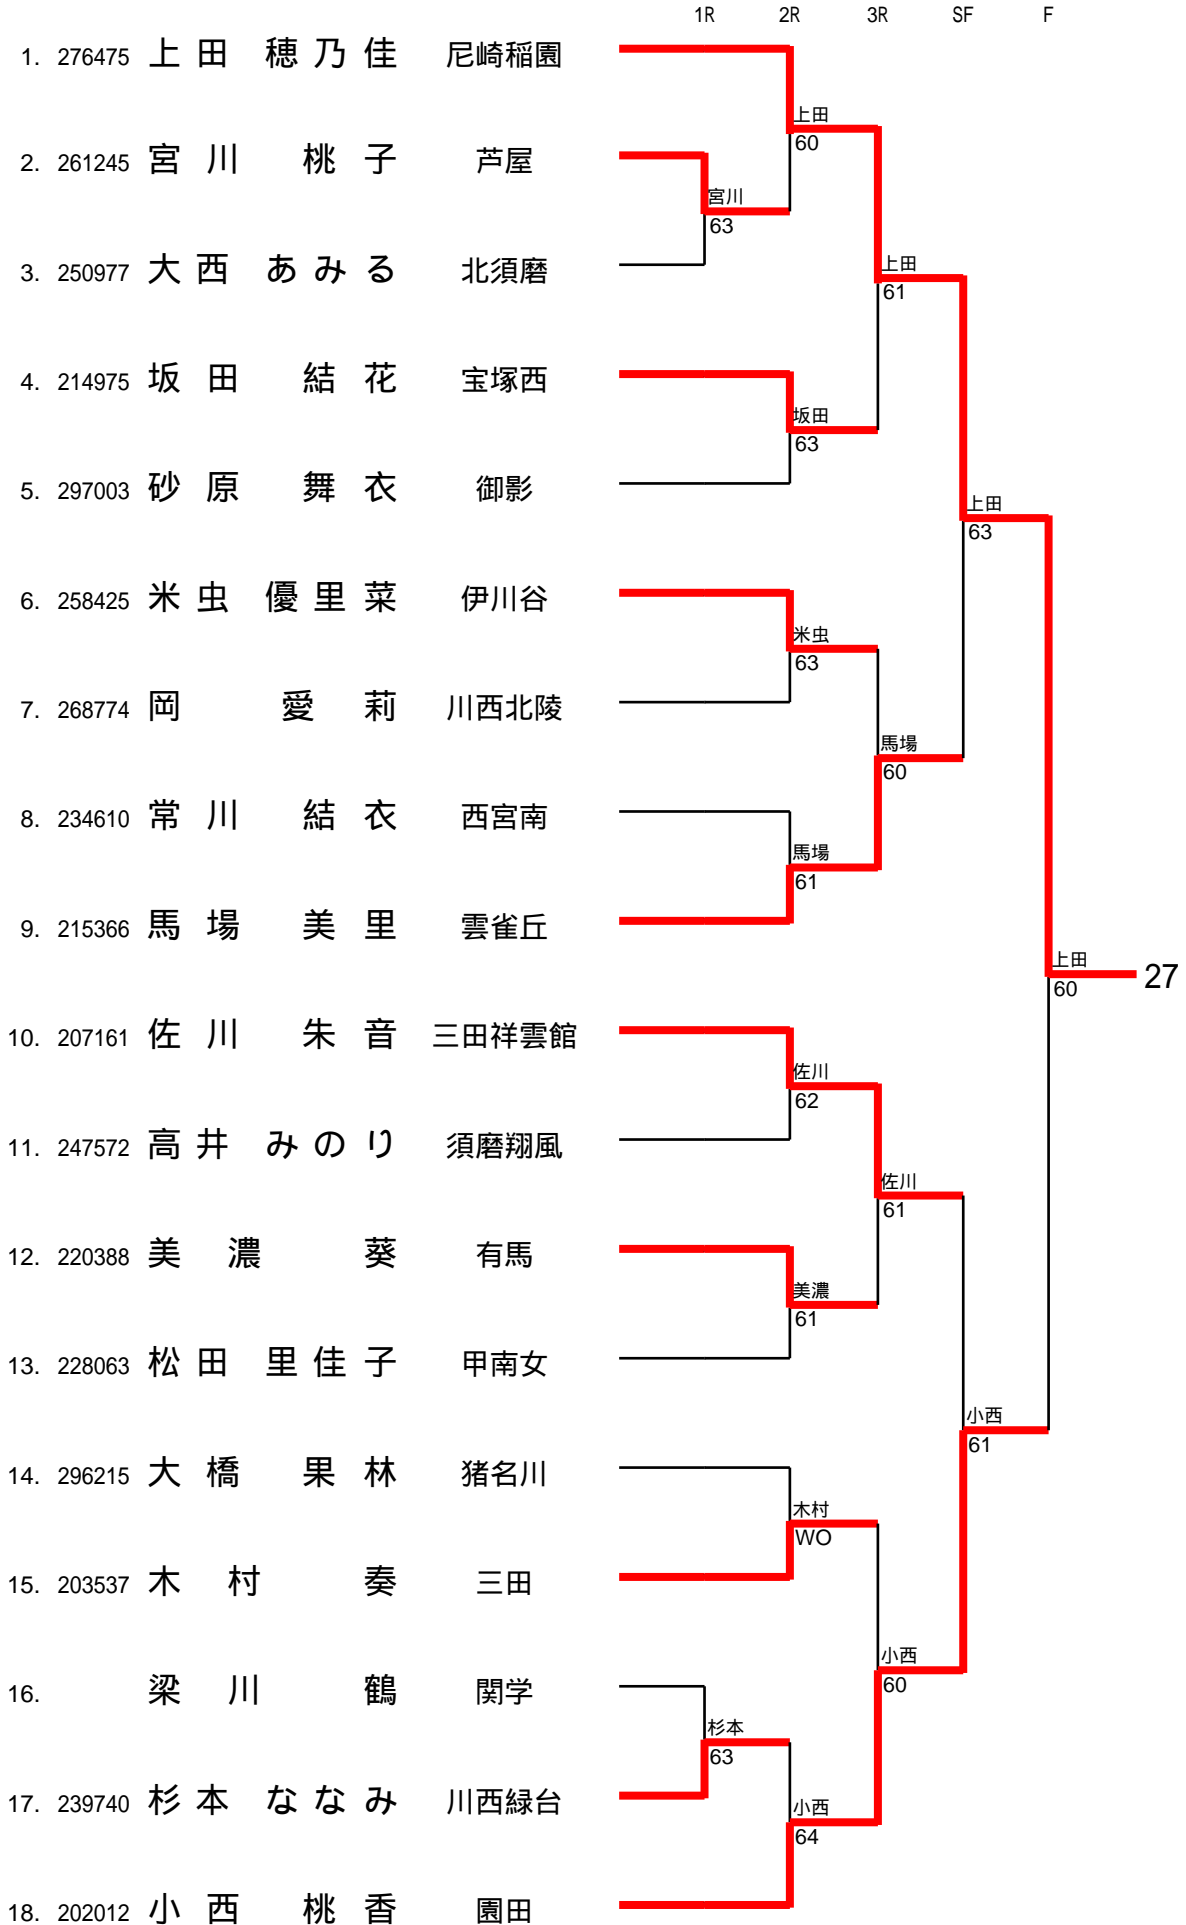 1R 2R 3R SF F
1. 276475 上田 穂乃佳 尼崎稲園
上田
60
2. 261245 宮川 桃子 芦屋
宮川
63
3. 250977 大西 あみる 北須磨
上田
61
4. 214975 坂田 結花 宝塚西
坂田
63
5. 297003 砂原 舞衣 御影
上田
63
6. 258425 米虫 優里菜 伊川谷
米虫
63
7. 268774 岡 愛莉 川西北陵
馬場
60
8. 234610 常川 結衣 西宮南
馬場
61
9. 215366 馬場 美里 雲雀丘
上田
60
27
10. 207161 佐川 朱音 三田祥雲館
佐川
62
11. 247572 高井 みのり 須磨翔風
佐川
61
12. 220388 美濃 葵 有馬
美濃
61
13. 228063 松田 里佳子 甲南女
小西
61
14. 296215 大橋 果林 猪名川
木村
WO
15. 203537 木村 奏 三田
小西
60
16. 梁川 鶴 関学
杉本
63
17. 239740 杉本 ななみ 川西緑台
小西
64
18. 202012 小西 桃香 園田